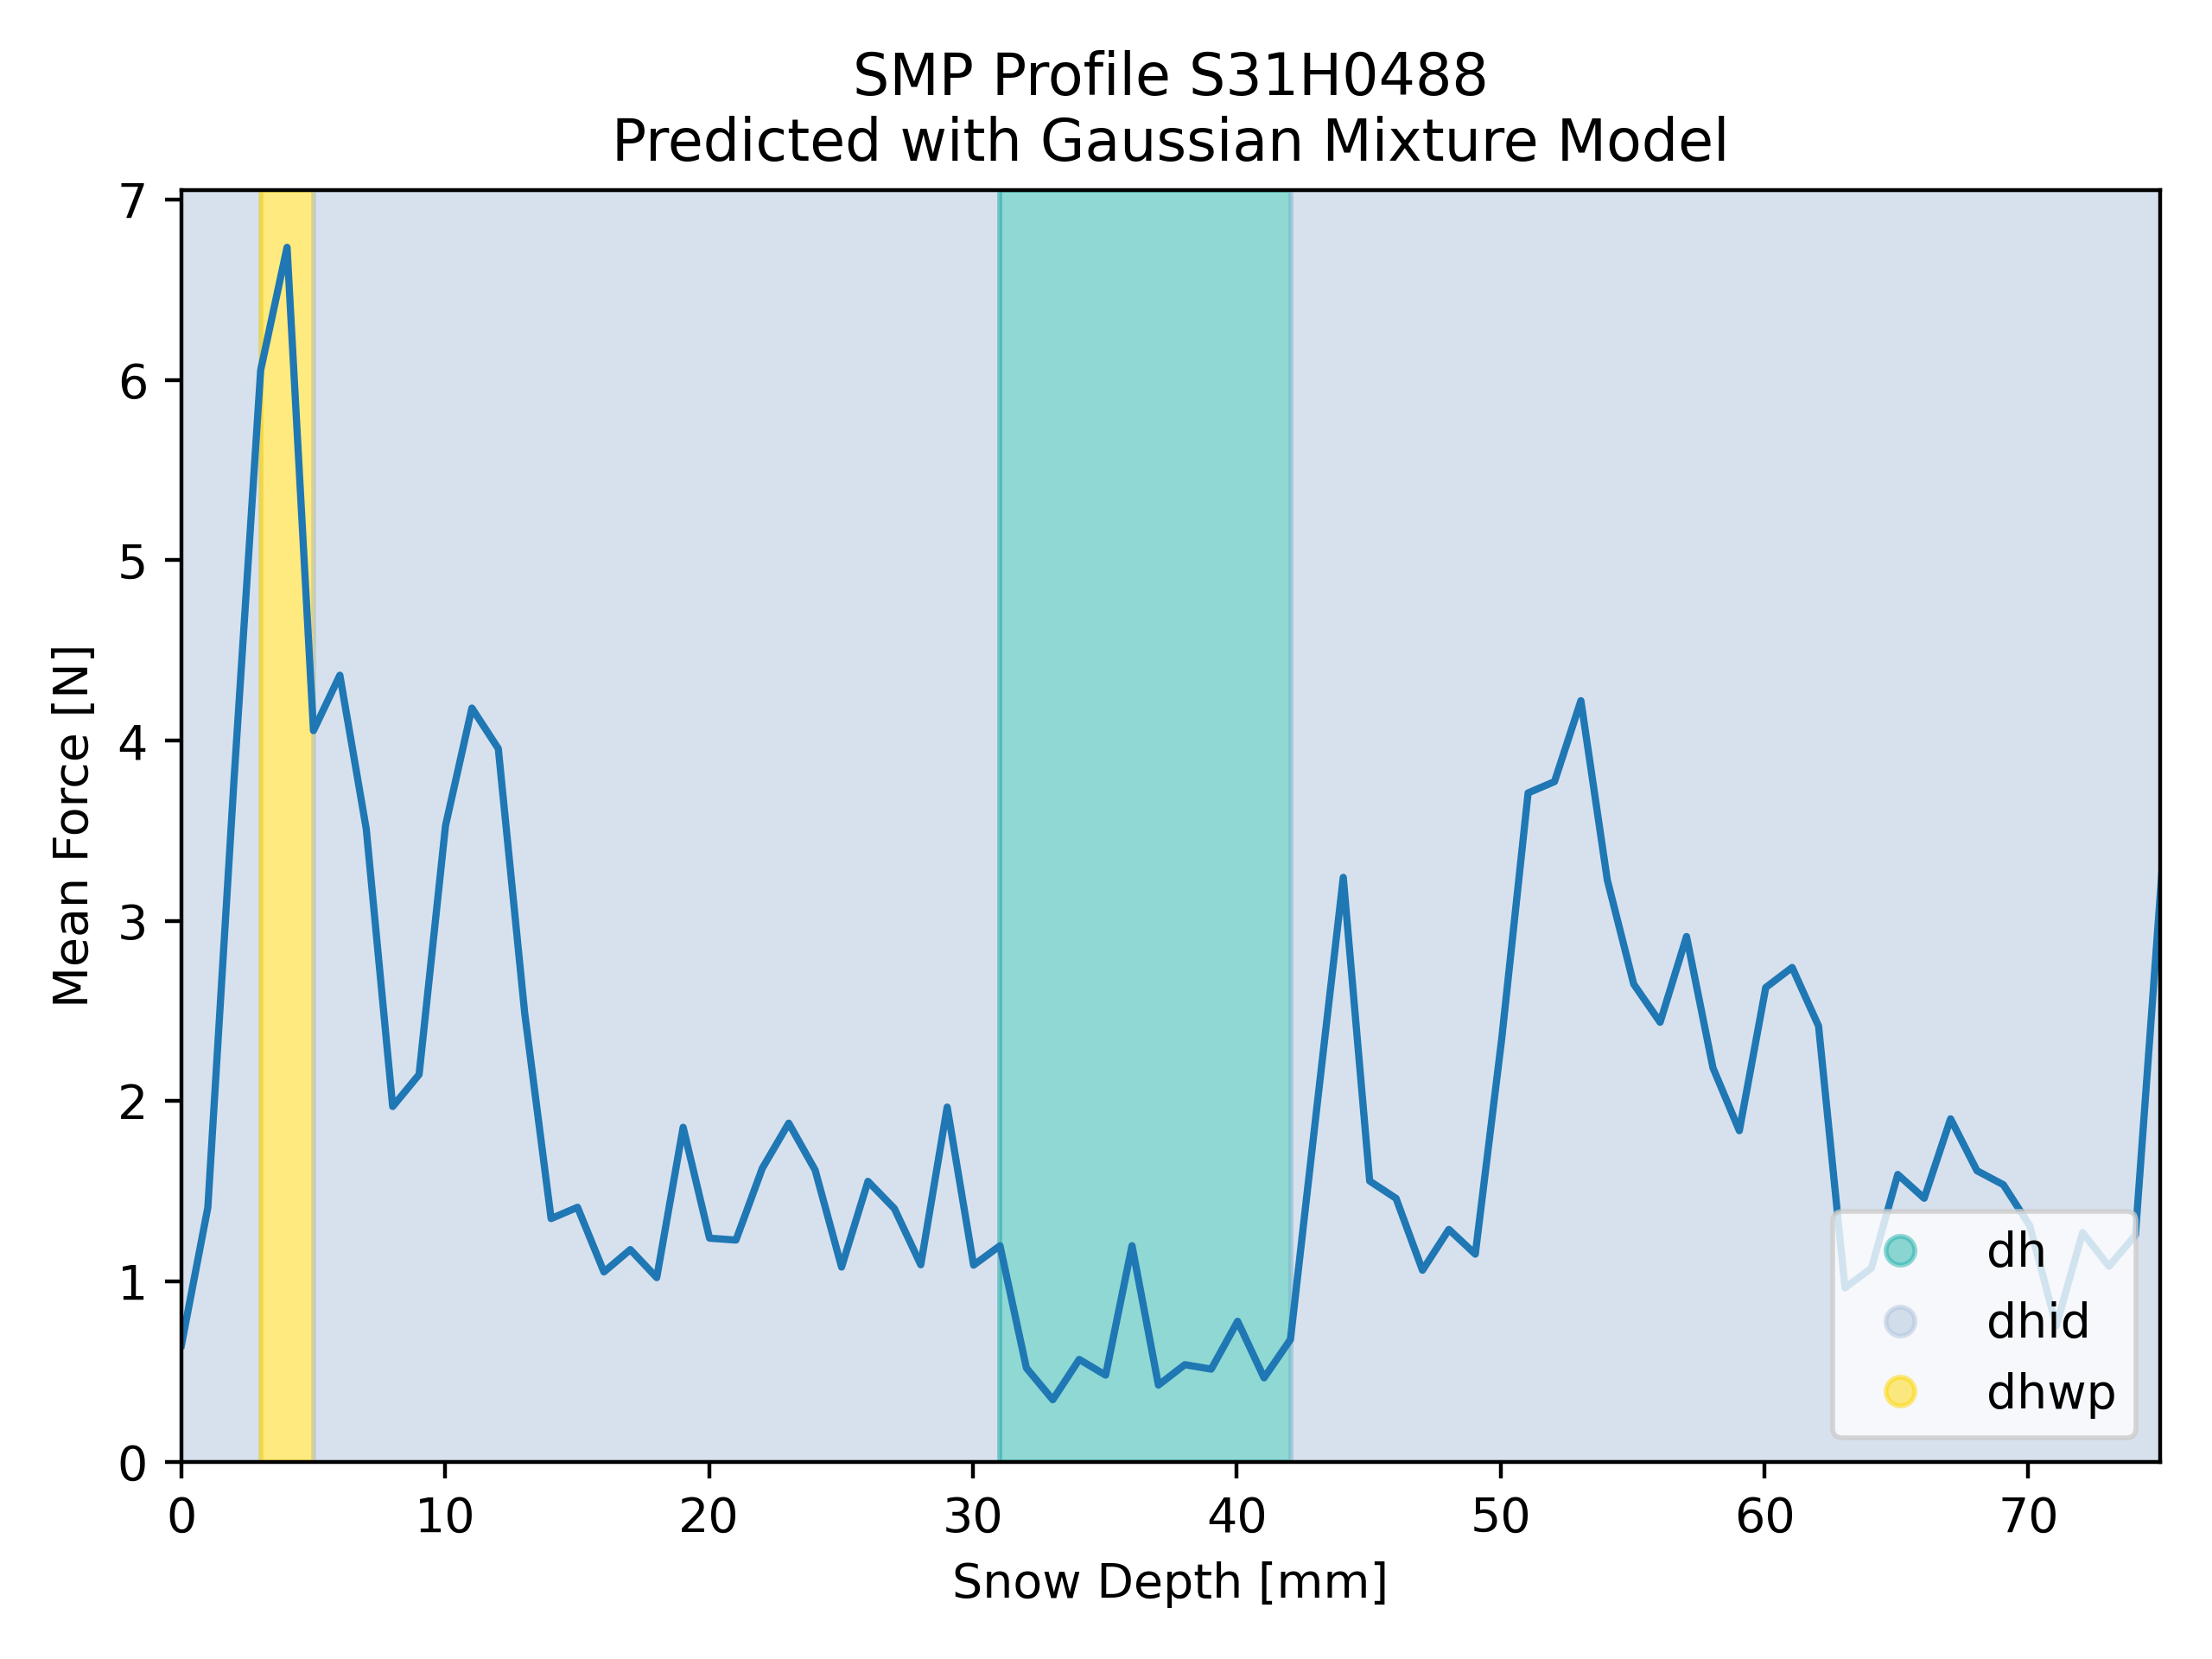 SMP Profile S31H0488
Predicted with Gaussian Mixture Model
7
6
5
4
3
2
1
0
Mean Force [N]
dh
dhid
dhwp
0 10 20 30 40 50 60 70
Snow Depth [mm]